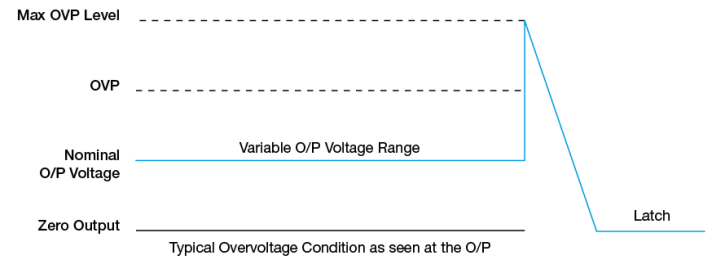 Max OVP Level
OVP
Variable O/P Voltage Range
Nominal
O/P Voltage
Latch
Zero Output
Typical Overvoltage Condition as seen at the O/P